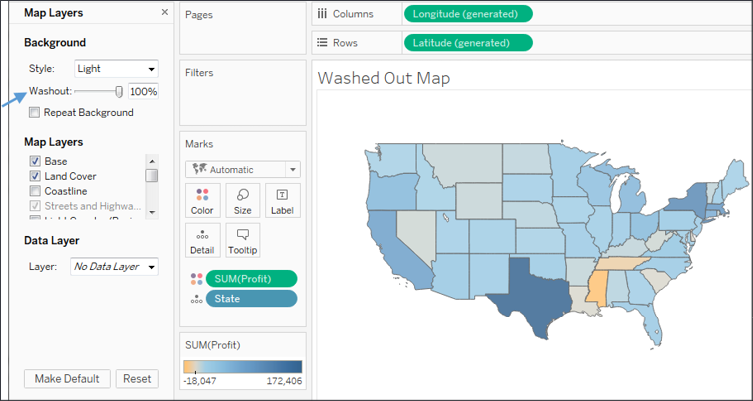 Map Layers
×
Background
Style: Light
Washout: 100%
Repeat Background
Map Layers
Base
Land Cover
Coastline
Streets and Highwa...
Data Layer
Layer: No Data Layer
Make Default
Reset
Pages
Filters
Marks
Automatic
Color
Size
Label
Detail
Tooltip
SUM(Profit)
State
SUM(Profit)
-18,047
172,406
Columns
Longitude (generated)
Rows
Latitude (generated)
Washed Out Map